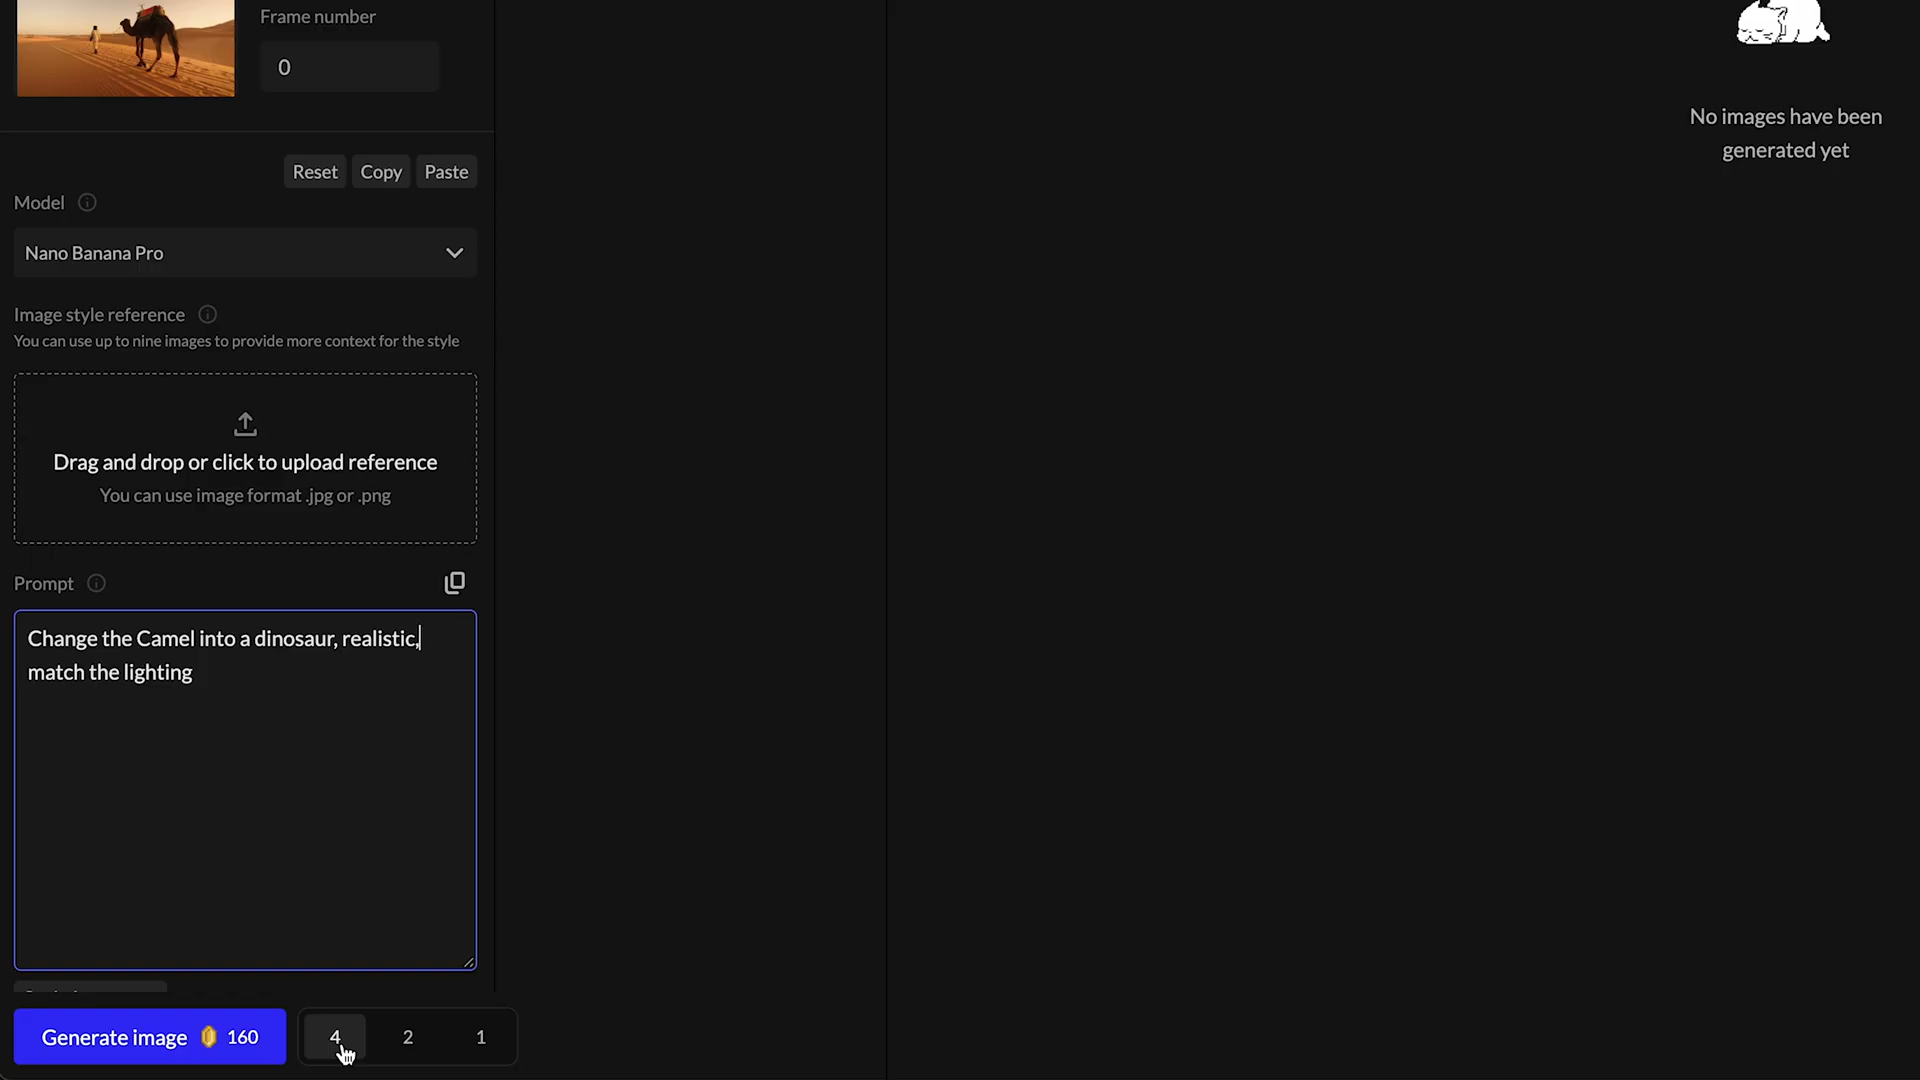 Frame number
0
Reset Copy Paste
Model
Nano Banana Pro
Image style reference
You can use up to nine images to provide more context for the style
Drag and drop or click to upload reference
You can use image format .jpg or .png
Prompt
Change the Camel into a dinosaur, realistic,
match the lighting
Generate image 160
4 2 1
No images have been
generated yet